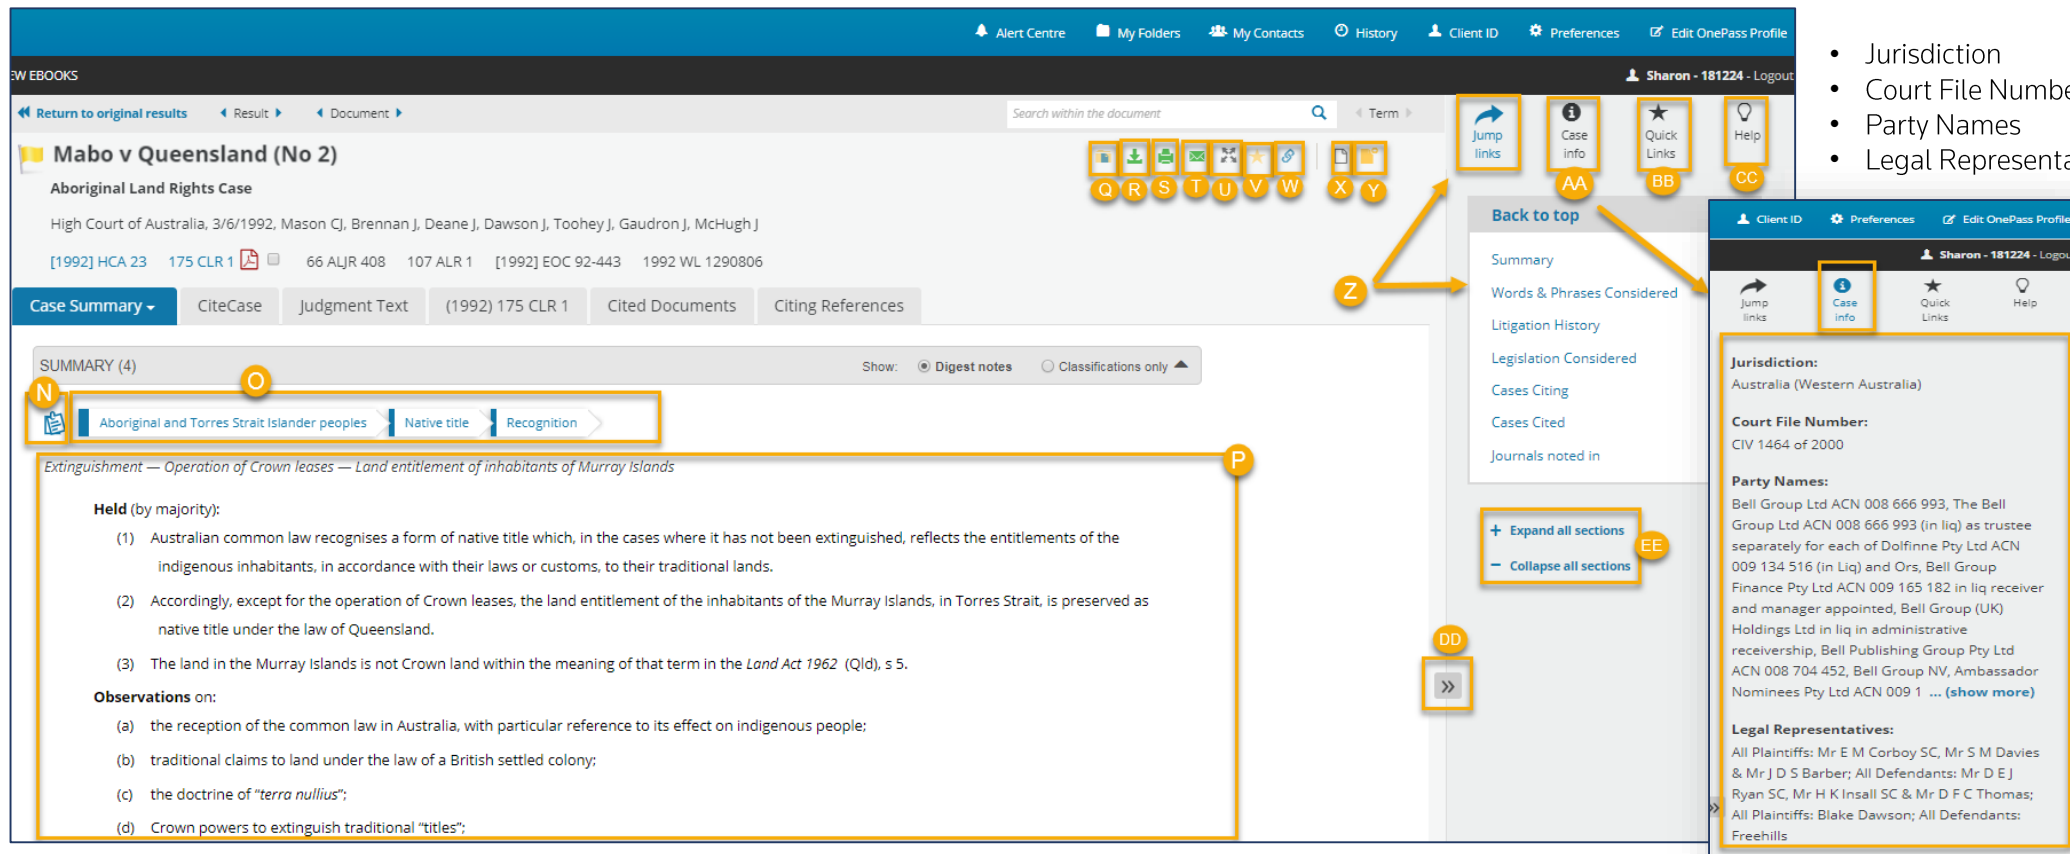 Alert Centre My Folders My Contacts History Client ID Preferences Edit OnePass Profile
EW EBOOKS
Sharon - 181224 - Logout
Return to original results Result Document
Search within the document
Term
Mabo v Queensland (No 2)
Aboriginal Land Rights Case
High Court of Australia, 3/6/1992, Mason CJ, Brennan J, Deane J, Dawson J, Toohey J, Gaudron J, McHugh J
[1992] HCA 23 175 CLR 1 66 ALJR 408 107 ALR 1 [1992] EOC 92-443 1992 WL 1290806
Q R S T U V W X Y
Case Summary CiteCase Judgment Text (1992) 175 CLR 1 Cited Documents Citing References
SUMMARY (4)
Show: Digest notes Classifications only
N
O
Aboriginal and Torres Strait Islander peoples Native title Recognition
P
Extinguishment — Operation of Crown leases — Land entitlement of inhabitants of Murray Islands
Held (by majority):
(1) Australian common law recognises a form of native title which, in the cases where it has not been extinguished, reflects the entitlements of the
indigenous inhabitants, in accordance with their laws or customs, to their traditional lands.
(2) Accordingly, except for the operation of Crown leases, the land entitlement of the inhabitants of the Murray Islands, in Torres Strait, is preserved as
native title under the law of Queensland.
(3) The land in the Murray Islands is not Crown land within the meaning of that term in the Land Act 1962 (Qld), s 5.
Observations on:
(a) the reception of the common law in Australia, with particular reference to its effect on indigenous people;
(b) traditional claims to land under the law of a British settled colony;
(c) the doctrine of "terra nullius";
(d) Crown powers to extinguish traditional "titles";
Jump links
Case info
Quick Links
Help
AA
BB
CC
Z
Back to top
Summary
Words & Phrases Considered
Litigation History
Legislation Considered
Cases Citing
Cases Cited
Journals noted in
+ Expand all sections
− Collapse all sections
EE
DD
»
• Jurisdiction
• Court File Numbe
• Party Names
• Legal Representa
Client ID Preferences Edit OnePass Profile
Sharon - 181224 - Logou
Jump links
Case info
Quick Links
Help
Jurisdiction:
Australia (Western Australia)
Court File Number:
CIV 1464 of 2000
Party Names:
Bell Group Ltd ACN 008 666 993, The Bell
Group Ltd ACN 008 666 993 (in liq) as trustee
separately for each of Dolfinne Pty Ltd ACN
009 134 516 (in Liq) and Ors, Bell Group
Finance Pty Ltd ACN 009 165 182 in liq receiver
and manager appointed, Bell Group (UK)
Holdings Ltd in liq in administrative
receivership, Bell Publishing Group Pty Ltd
ACN 008 704 452, Bell Group NV, Ambassador
Nominees Pty Ltd ACN 009 1 ... (show more)
Legal Representatives:
All Plaintiffs: Mr E M Corboy SC, Mr S M Davies
& Mr J D S Barber; All Defendants: Mr D E J
Ryan SC, Mr H K Insall SC & Mr D F C Thomas;
All Plaintiffs: Blake Dawson; All Defendants:
Freehills
»